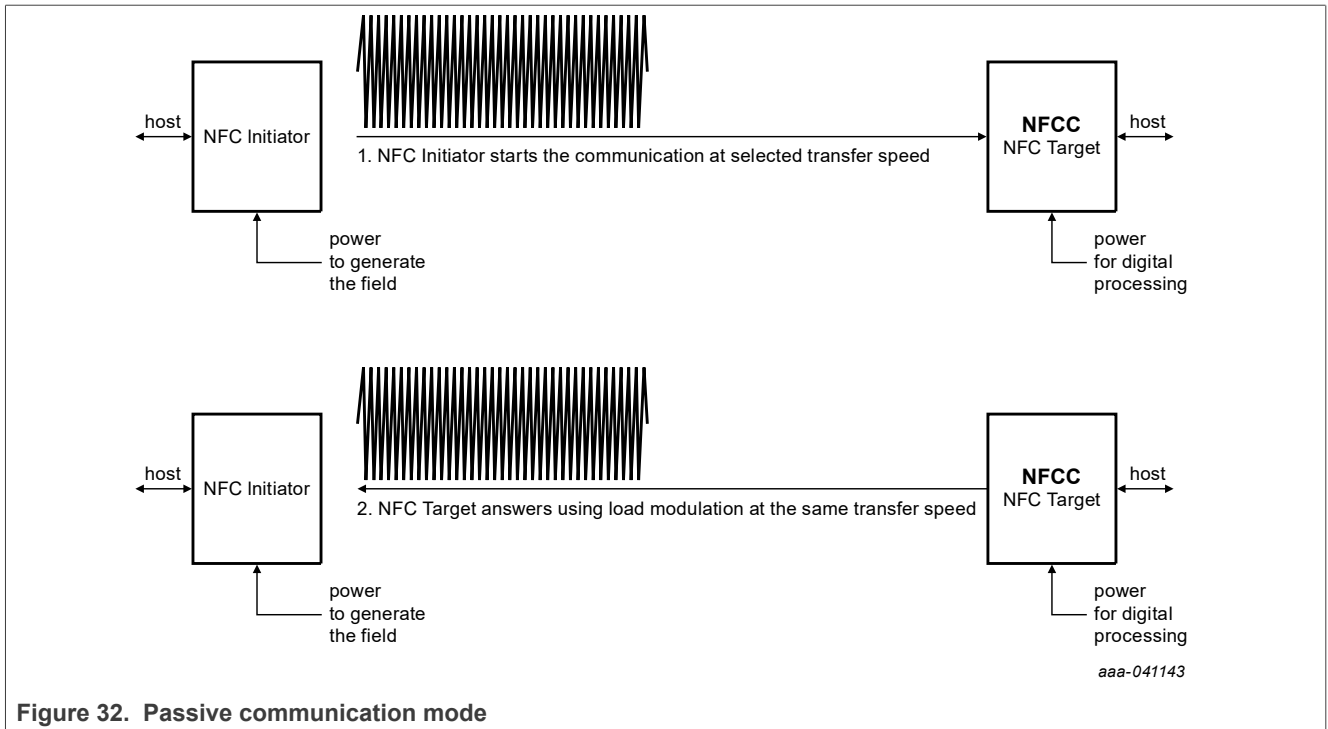 host
NFC Initiator
1. NFC Initiator starts the communication at selected transfer speed
NFCC
NFC Target
host
power
to generate
the field
power
for digital
processing
host
NFC Initiator
2. NFC Target answers using load modulation at the same transfer speed
NFCC
NFC Target
host
power
to generate
the field
power
for digital
processing
aaa-041143
Figure 32. Passive communication mode